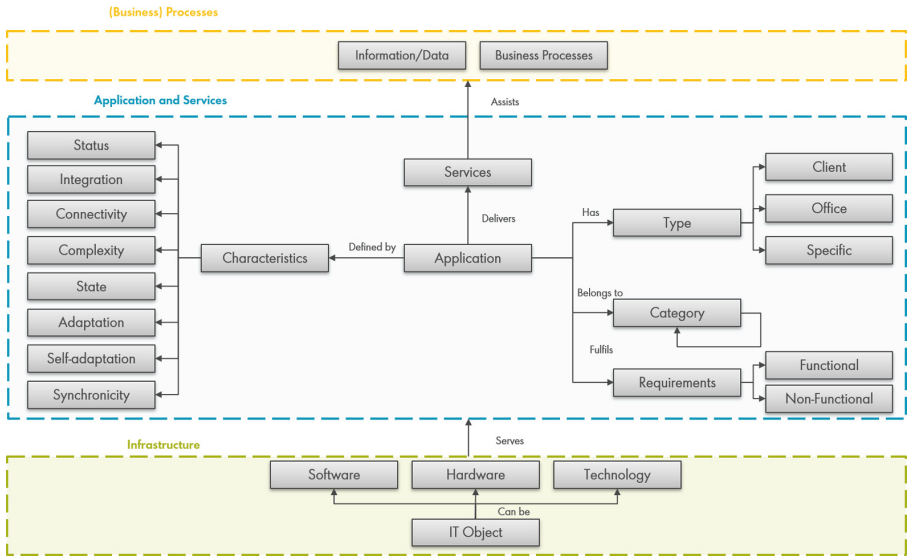 (Business) Processes
Information/Data
Business Processes
Assists
Application and Services
Status
Integration
Connectivity
Complexity
State
Adaptation
Self-adaptation
Synchronicity
Characteristics
Defined by
Services
Delivers
Application
Has
Type
Client
Office
Specific
Belongs to
Category
Fulfils
Requirements
Functional
Non-Functional
Serves
Infrastructure
Software
Hardware
Technology
Can be
IT Object